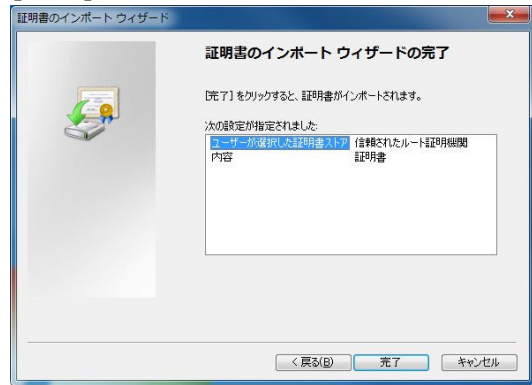 証明書のインポート ウィザード
証明書のインポート ウィザードの完了
[完了] をクリックすると、証明書がインポートされます。
次の設定が指定されました:
ユーザーが選択した証明書ストア 信頼されたルート証明機関
内容 証明書
< 戻る(B) 完了 キャンセル